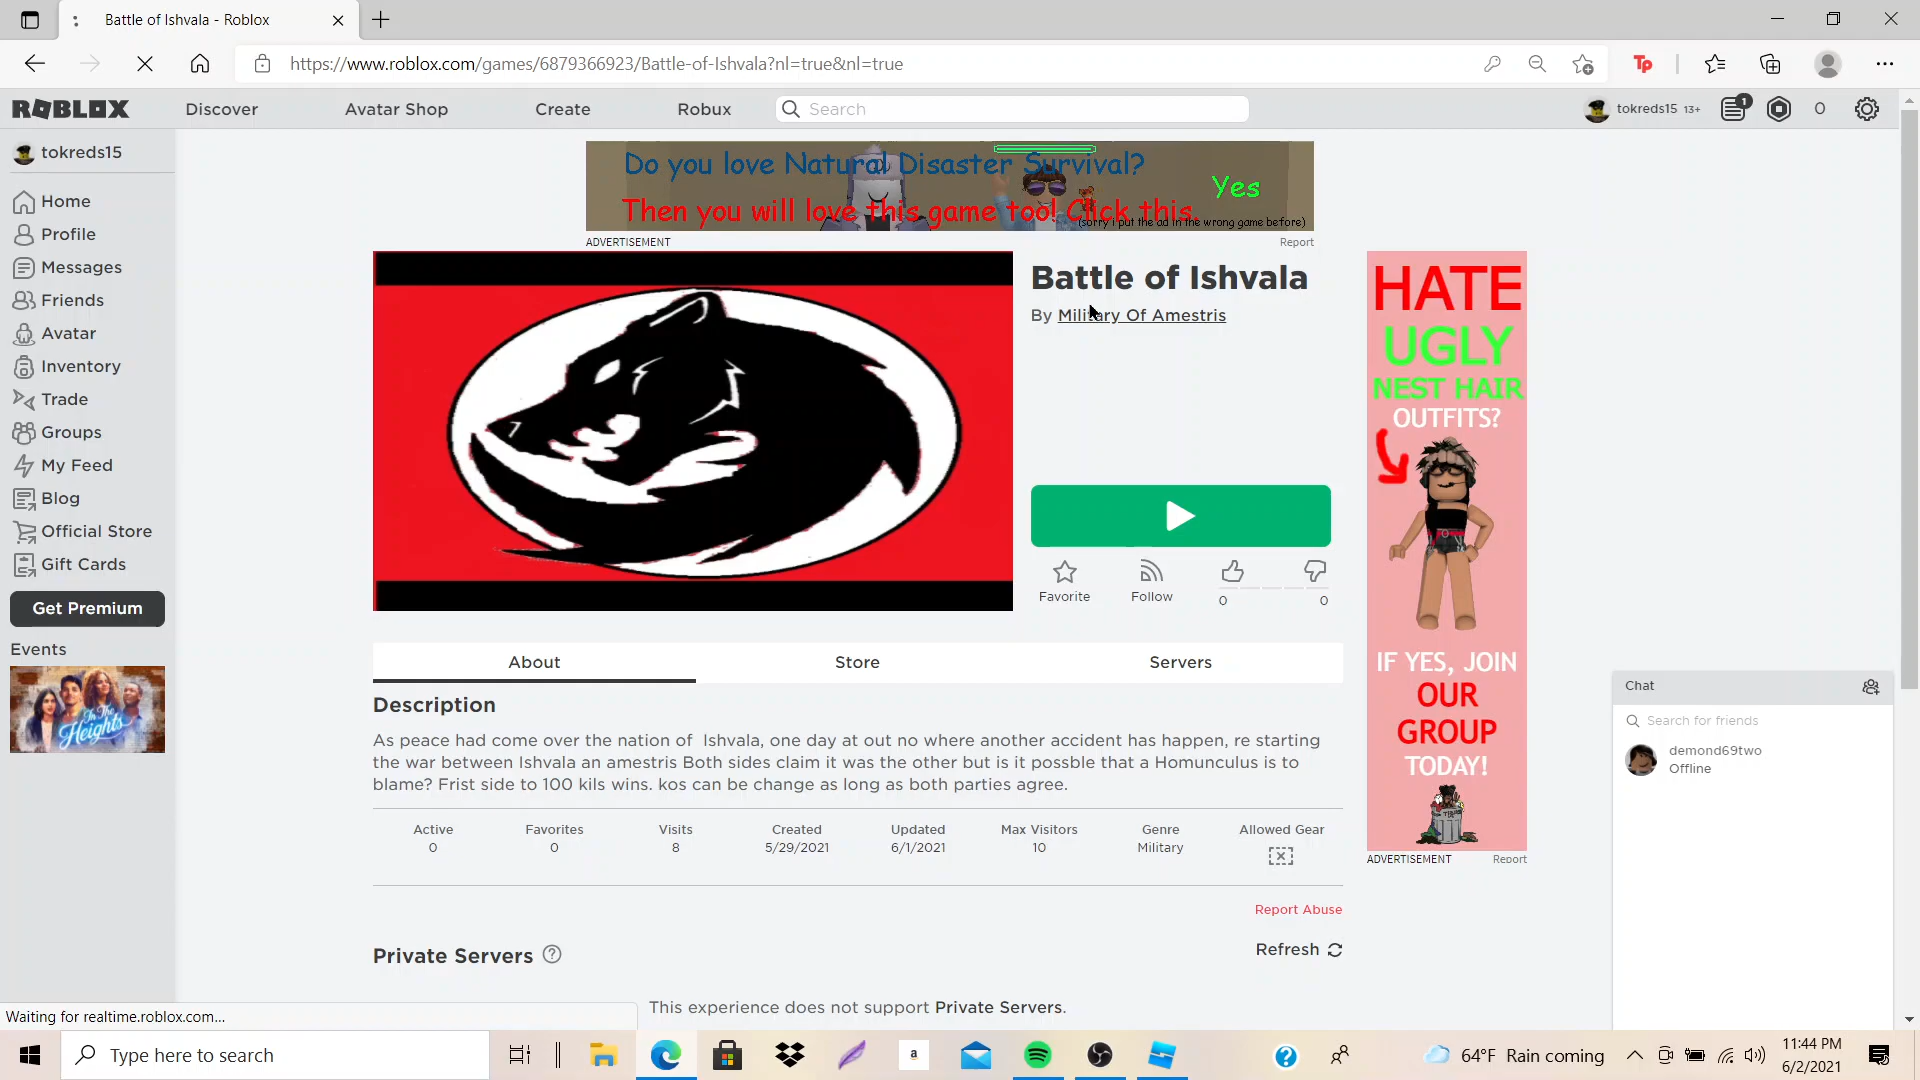 Battle of Ishvala - Roblox
https://www.roblox.com/games/6879366923/Battle-of-Ishvala?nl=true&nl=true
Tp
ROBLOX
Discover
Avatar Shop
Create
Robux
Search
tokreds15 13+
1
0
tokreds15
Home
Profile
Messages
Friends
Avatar
Inventory
Trade
Groups
My Feed
Blog
Official Store
Gift Cards
Get Premium
Events
In The Heights
Do you love Natural Disaster Survival?
Yes
Then you will love this game too! Click this.
(sorry i put the ad in the wrong game before)
ADVERTISEMENT
Report
Battle of Ishvala
By Military Of Amestris
Favorite
Follow
0
0
About
Store
Servers
Description
As peace had come over the nation of Ishvala, one day at out no where another accident has happen, re starting
the war between Ishvala an amestris Both sides claim it was the other but is it possble that a Homunculus is to
blame? Frist side to 100 kils wins. kos can be change as long as both parties agree.
Active
0
Favorites
0
Visits
8
Created
5/29/2021
Updated
6/1/2021
Max Visitors
10
Genre
Military
Allowed Gear
Report Abuse
Private Servers
Refresh
This experience does not support Private Servers.
HATE
UGLY
NEST HAIR
OUTFITS?
IF YES, JOIN
OUR
GROUP
TODAY!
ADVERTISEMENT
Report
Chat
Search for friends
demond69two
Offline
Waiting for realtime.roblox.com...
Type here to search
a
64°F Rain coming
11:44 PM
6/2/2021